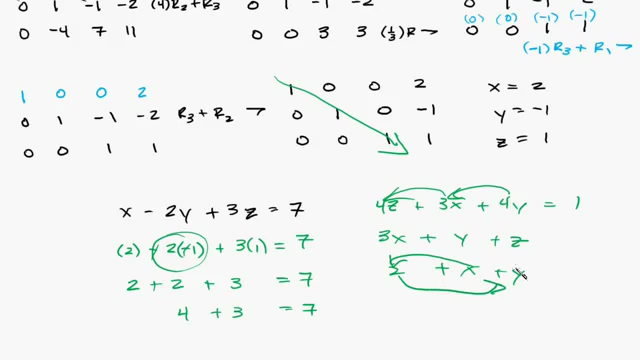 0 1 -1 -2 (4)R₂+R₃
0 -4 7 11
0 1 -1 -2
0 0 3 3 (⅓)R →
(0) (0) (-1) (-1)
0 0 1 1
(-1)R₃+R₁ →
1 0 0 2
0 1 -1 -2 R₃+R₂ →
0 0 1 1
1 0 0 2
0 1 0 -1
0 0 1 1
x = 2
y = -1
z = 1
x - 2y + 3z = 7
(2) - 2(-1) + 3(1) = 7
2 + 2 + 3 = 7
4 + 3 = 7
4z + 3x + 4y = 1
3x + y + z
z + x + y